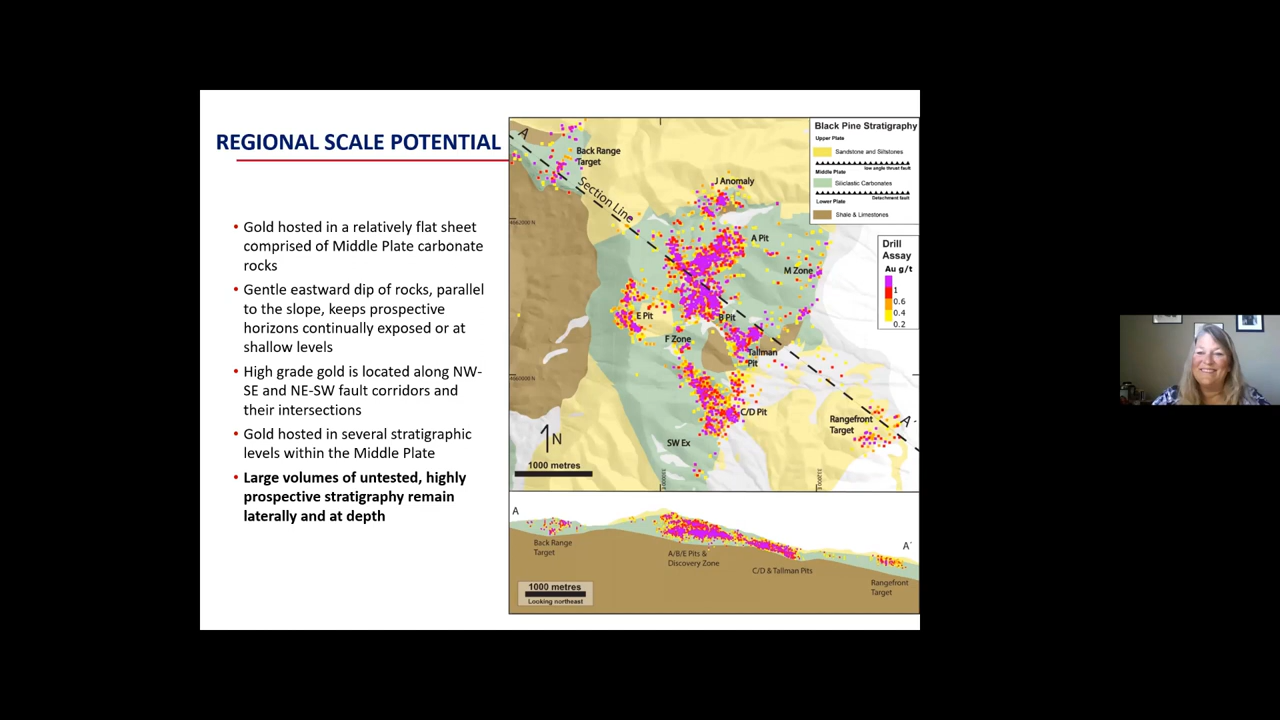 REGIONAL SCALE POTENTIAL
• Gold hosted in a relatively flat sheet
comprised of Middle Plate carbonate
rocks
• Gentle eastward dip of rocks, parallel
to the slope, keeps prospective
horizons continually exposed or at
shallow levels
• High grade gold is located along NW-
SE and NE-SW fault corridors and
their intersections
• Gold hosted in several stratigraphic
levels within the Middle Plate
• Large volumes of untested, highly
prospective stratigraphy remain
laterally and at depth
A
Back Range
Target
Section Line
J Anomaly
A Pit
M Zone
E Pit
B Pit
F Zone
Tallman
Pit
C/D Pit
Rangefront
Target
A'
SW Ex
N
1000 metres
4662000 N
4660000 N
Black Pine Stratigraphy
Upper Plate
Sandstone and Siltstones
low angle thrust fault
Middle Plate
Siliclastic Carbonates
Detachment fault
Lower Plate
Shale & Limestones
Drill
Assay
Au g/t
1
0.6
0.4
0.2
A
A'
Back Range
Target
A/B/E Pits &
Discovery Zone
C/D & Tallman Pits
Rangefront
Target
1000 metres
Looking northeast